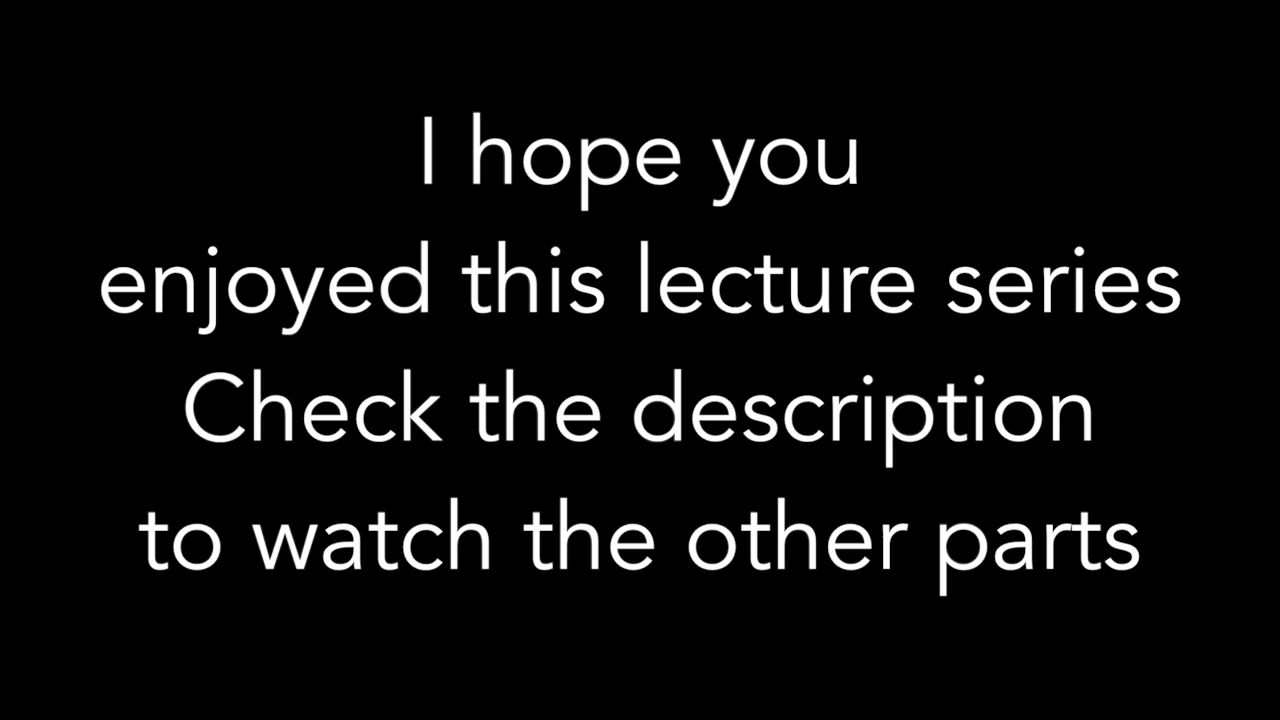 I hope you
enjoyed this lecture series
Check the description
to watch the other parts